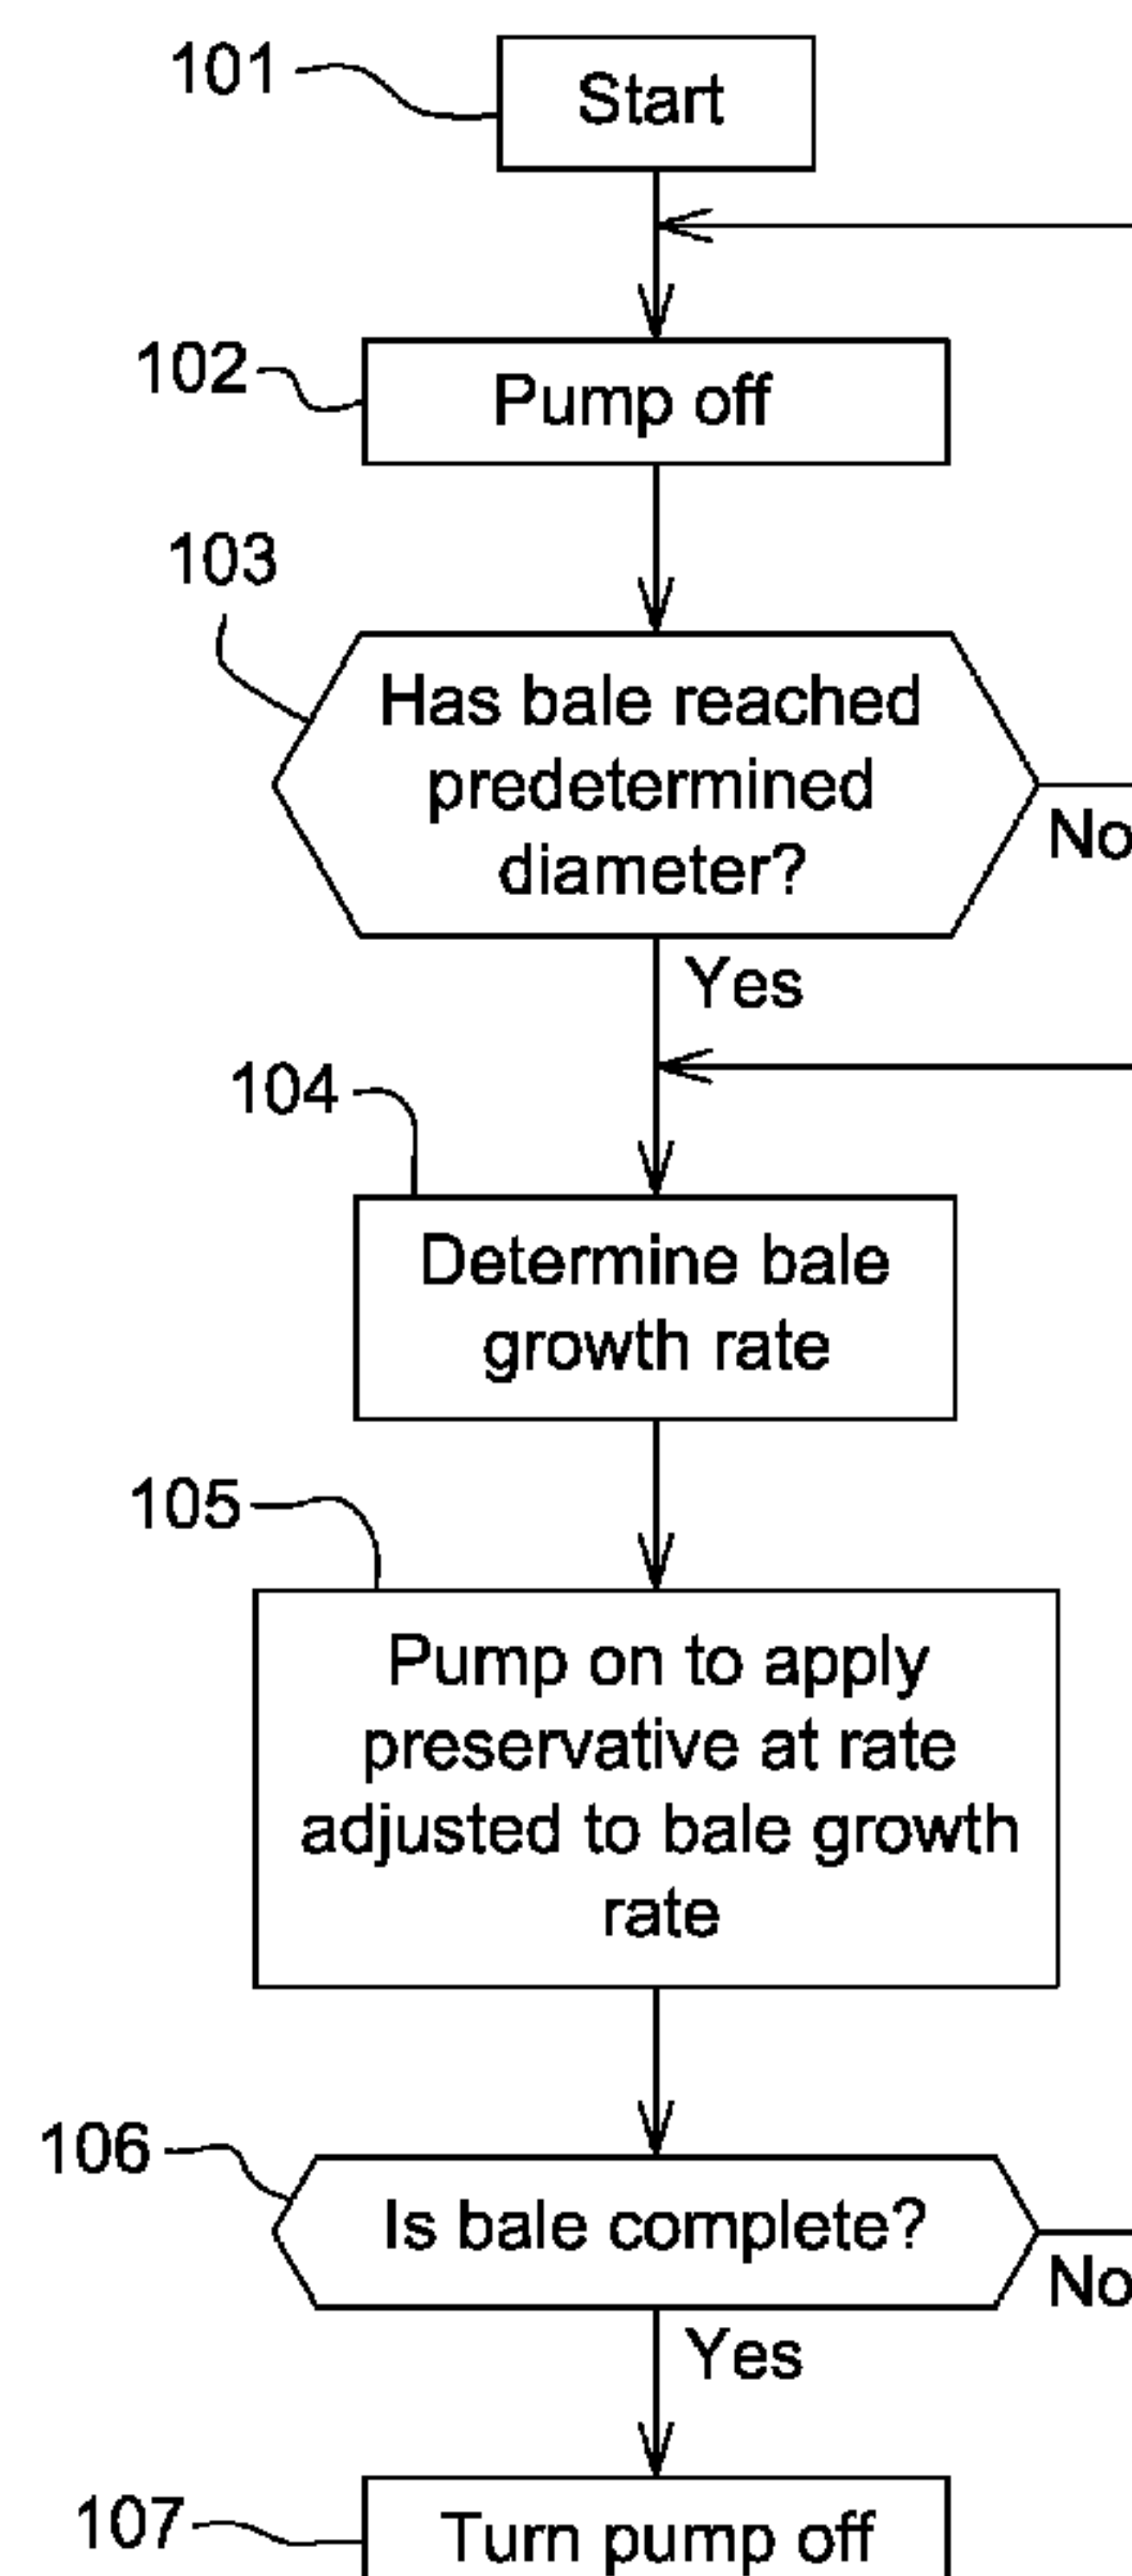 101
Start
102
Pump off
103
Has bale reached
predetermined
diameter?
No
Yes
104
Determine bale
growth rate
105
Pump on to apply
preservative at rate
adjusted to bale growth
rate
106
Is bale complete?
No
Yes
107
Turn pump off